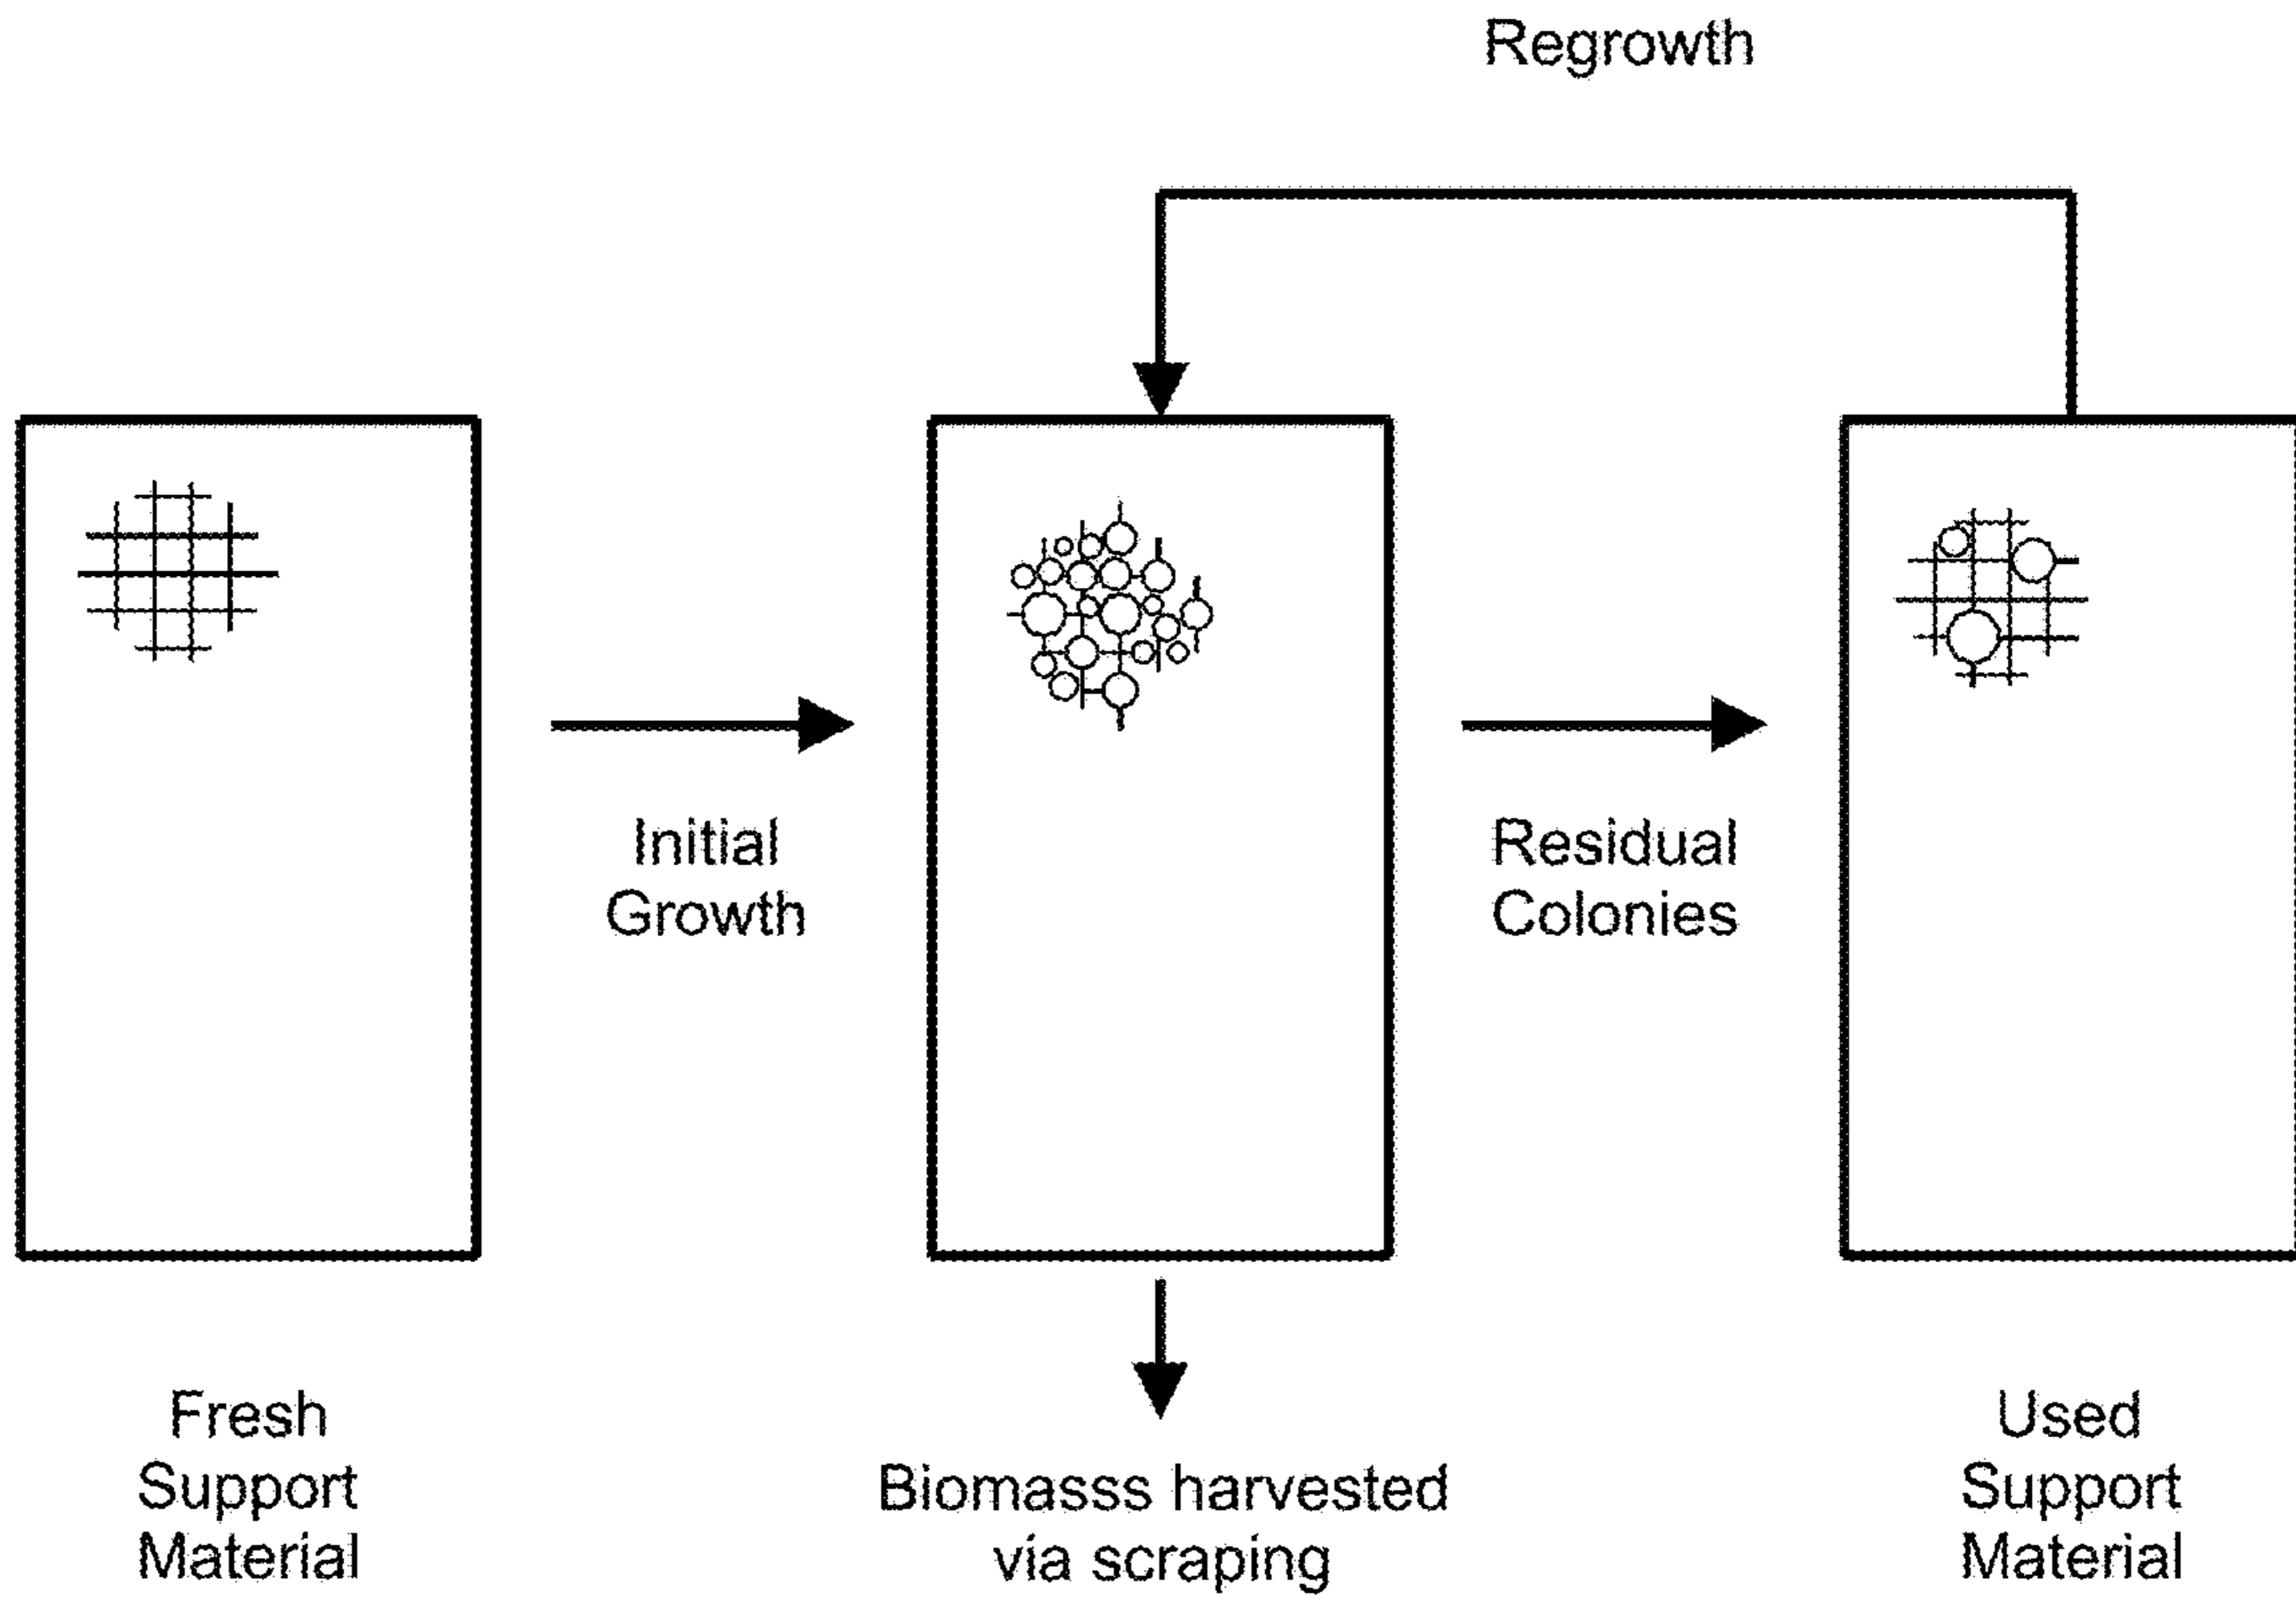 Regrowth
Initial
Growth
Residual
Colonies
Fresh
Support
Material
Biomasss harvested
via scraping
Used
Support
Material